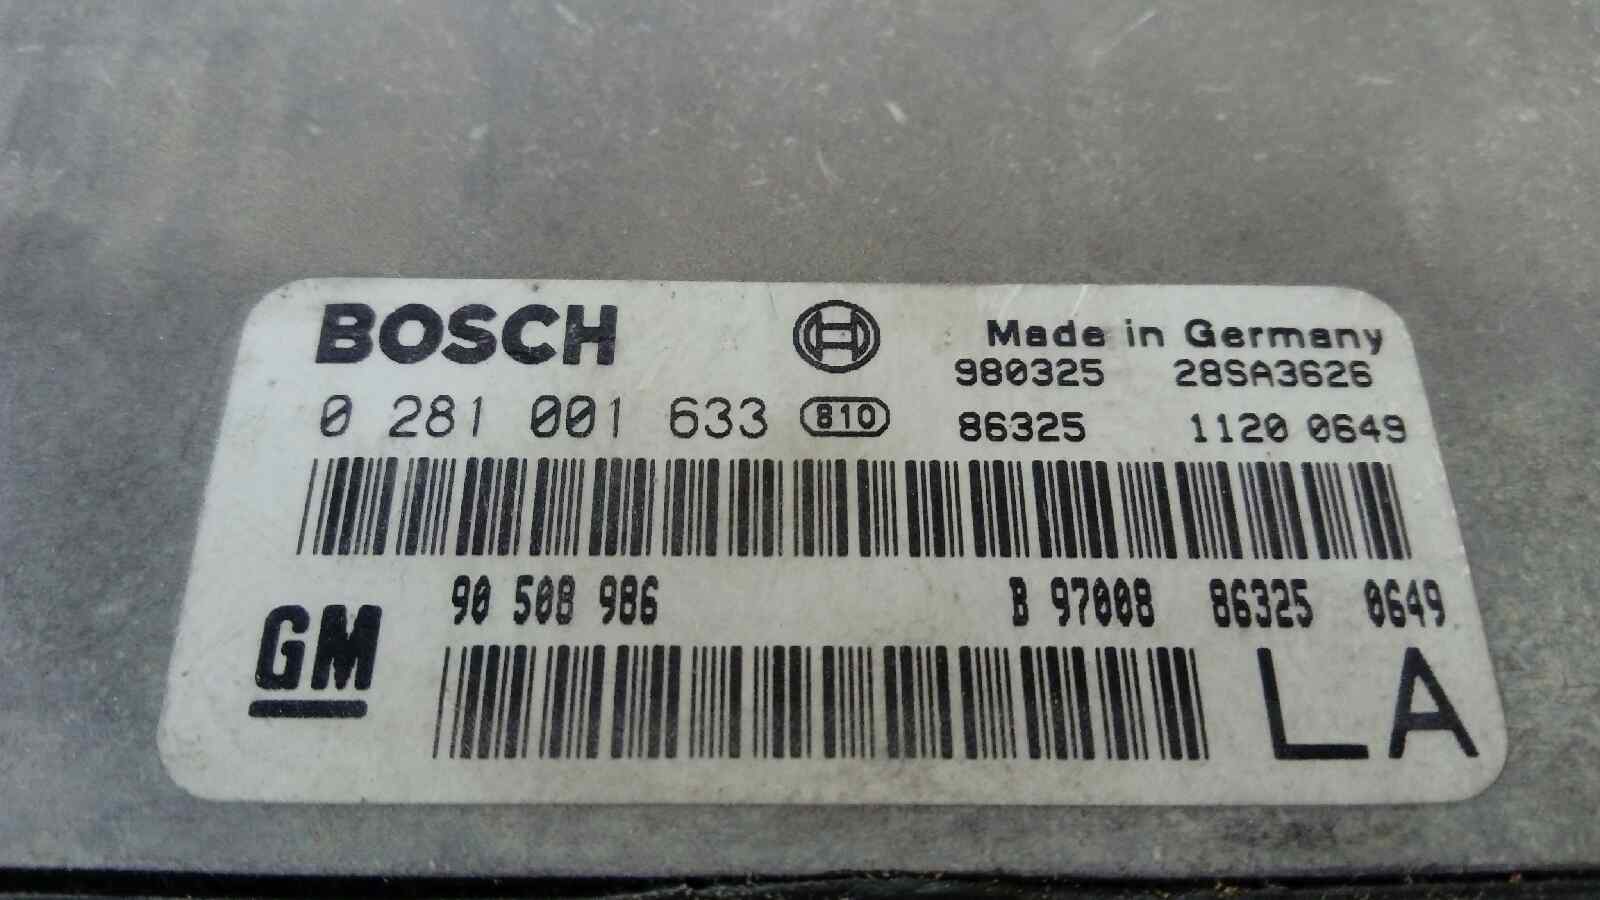 BOSCH Made in Germany
980325 28SA3626
0 281 001 633 810 86325 1120 0649
90 508 986 B 97008 86325 0649
GM LA